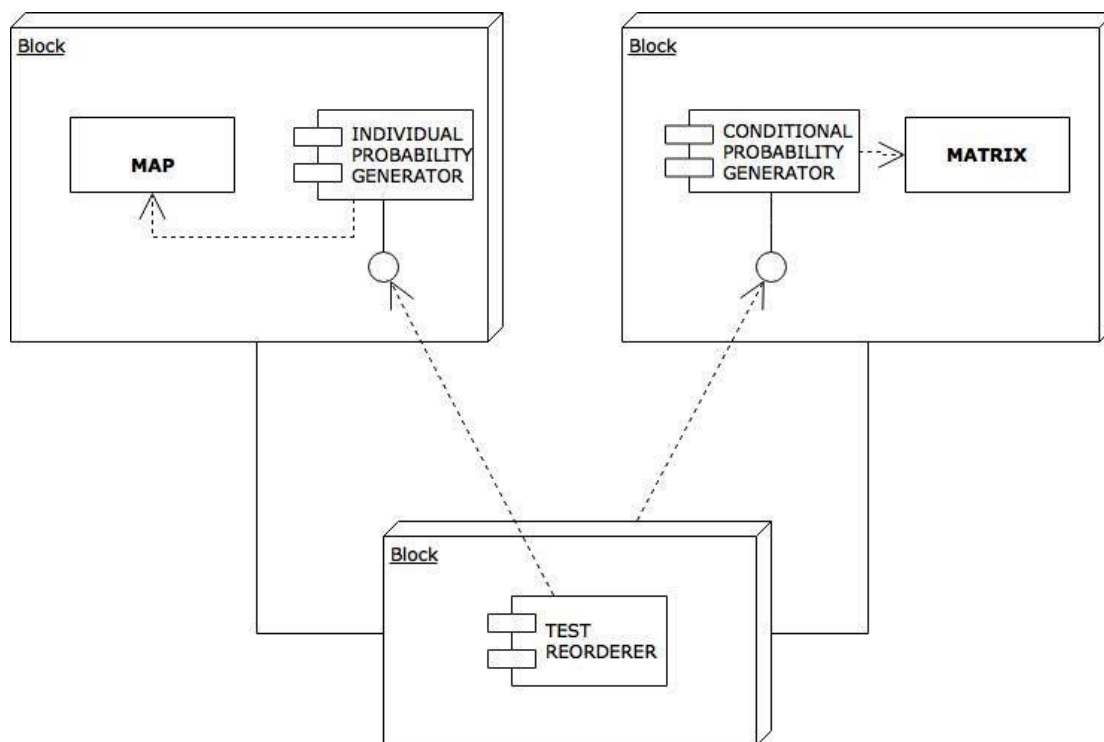 Block
MAP
INDIVIDUAL
PROBABILITY
GENERATOR
Block
CONDITIONAL
PROBABILITY
GENERATOR
MATRIX
Block
TEST
REORDERER